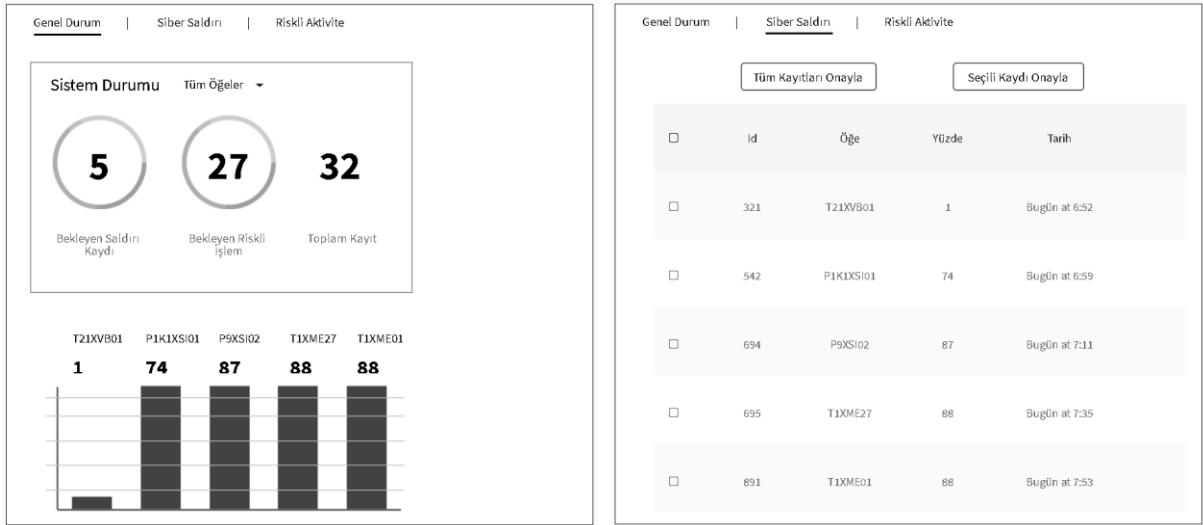 Genel Durum | Siber Saldırı | Riskli Aktivite
Sistem Durumu Tüm Öğeler
5 27 32
Bekleyen Saldırı Kaydı Bekleyen Riskli İşlem Toplam Kayıt
T21XVB01 P1K1XSI01 P9XSI02 T1XME27 T1XME01
1 74 87 88 88
Genel Durum | Siber Saldırı | Riskli Aktivite
Tüm Kayıtları Onayla Seçili Kaydı Onayla
Id Öğe Yüzde Tarih
321 T21XVB01 1 Bugün at 6:52
542 P1K1XSI01 74 Bugün at 6:59
694 P9XSI02 87 Bugün at 7:11
695 T1XME27 88 Bugün at 7:35
891 T1XME01 88 Bugün at 7:53